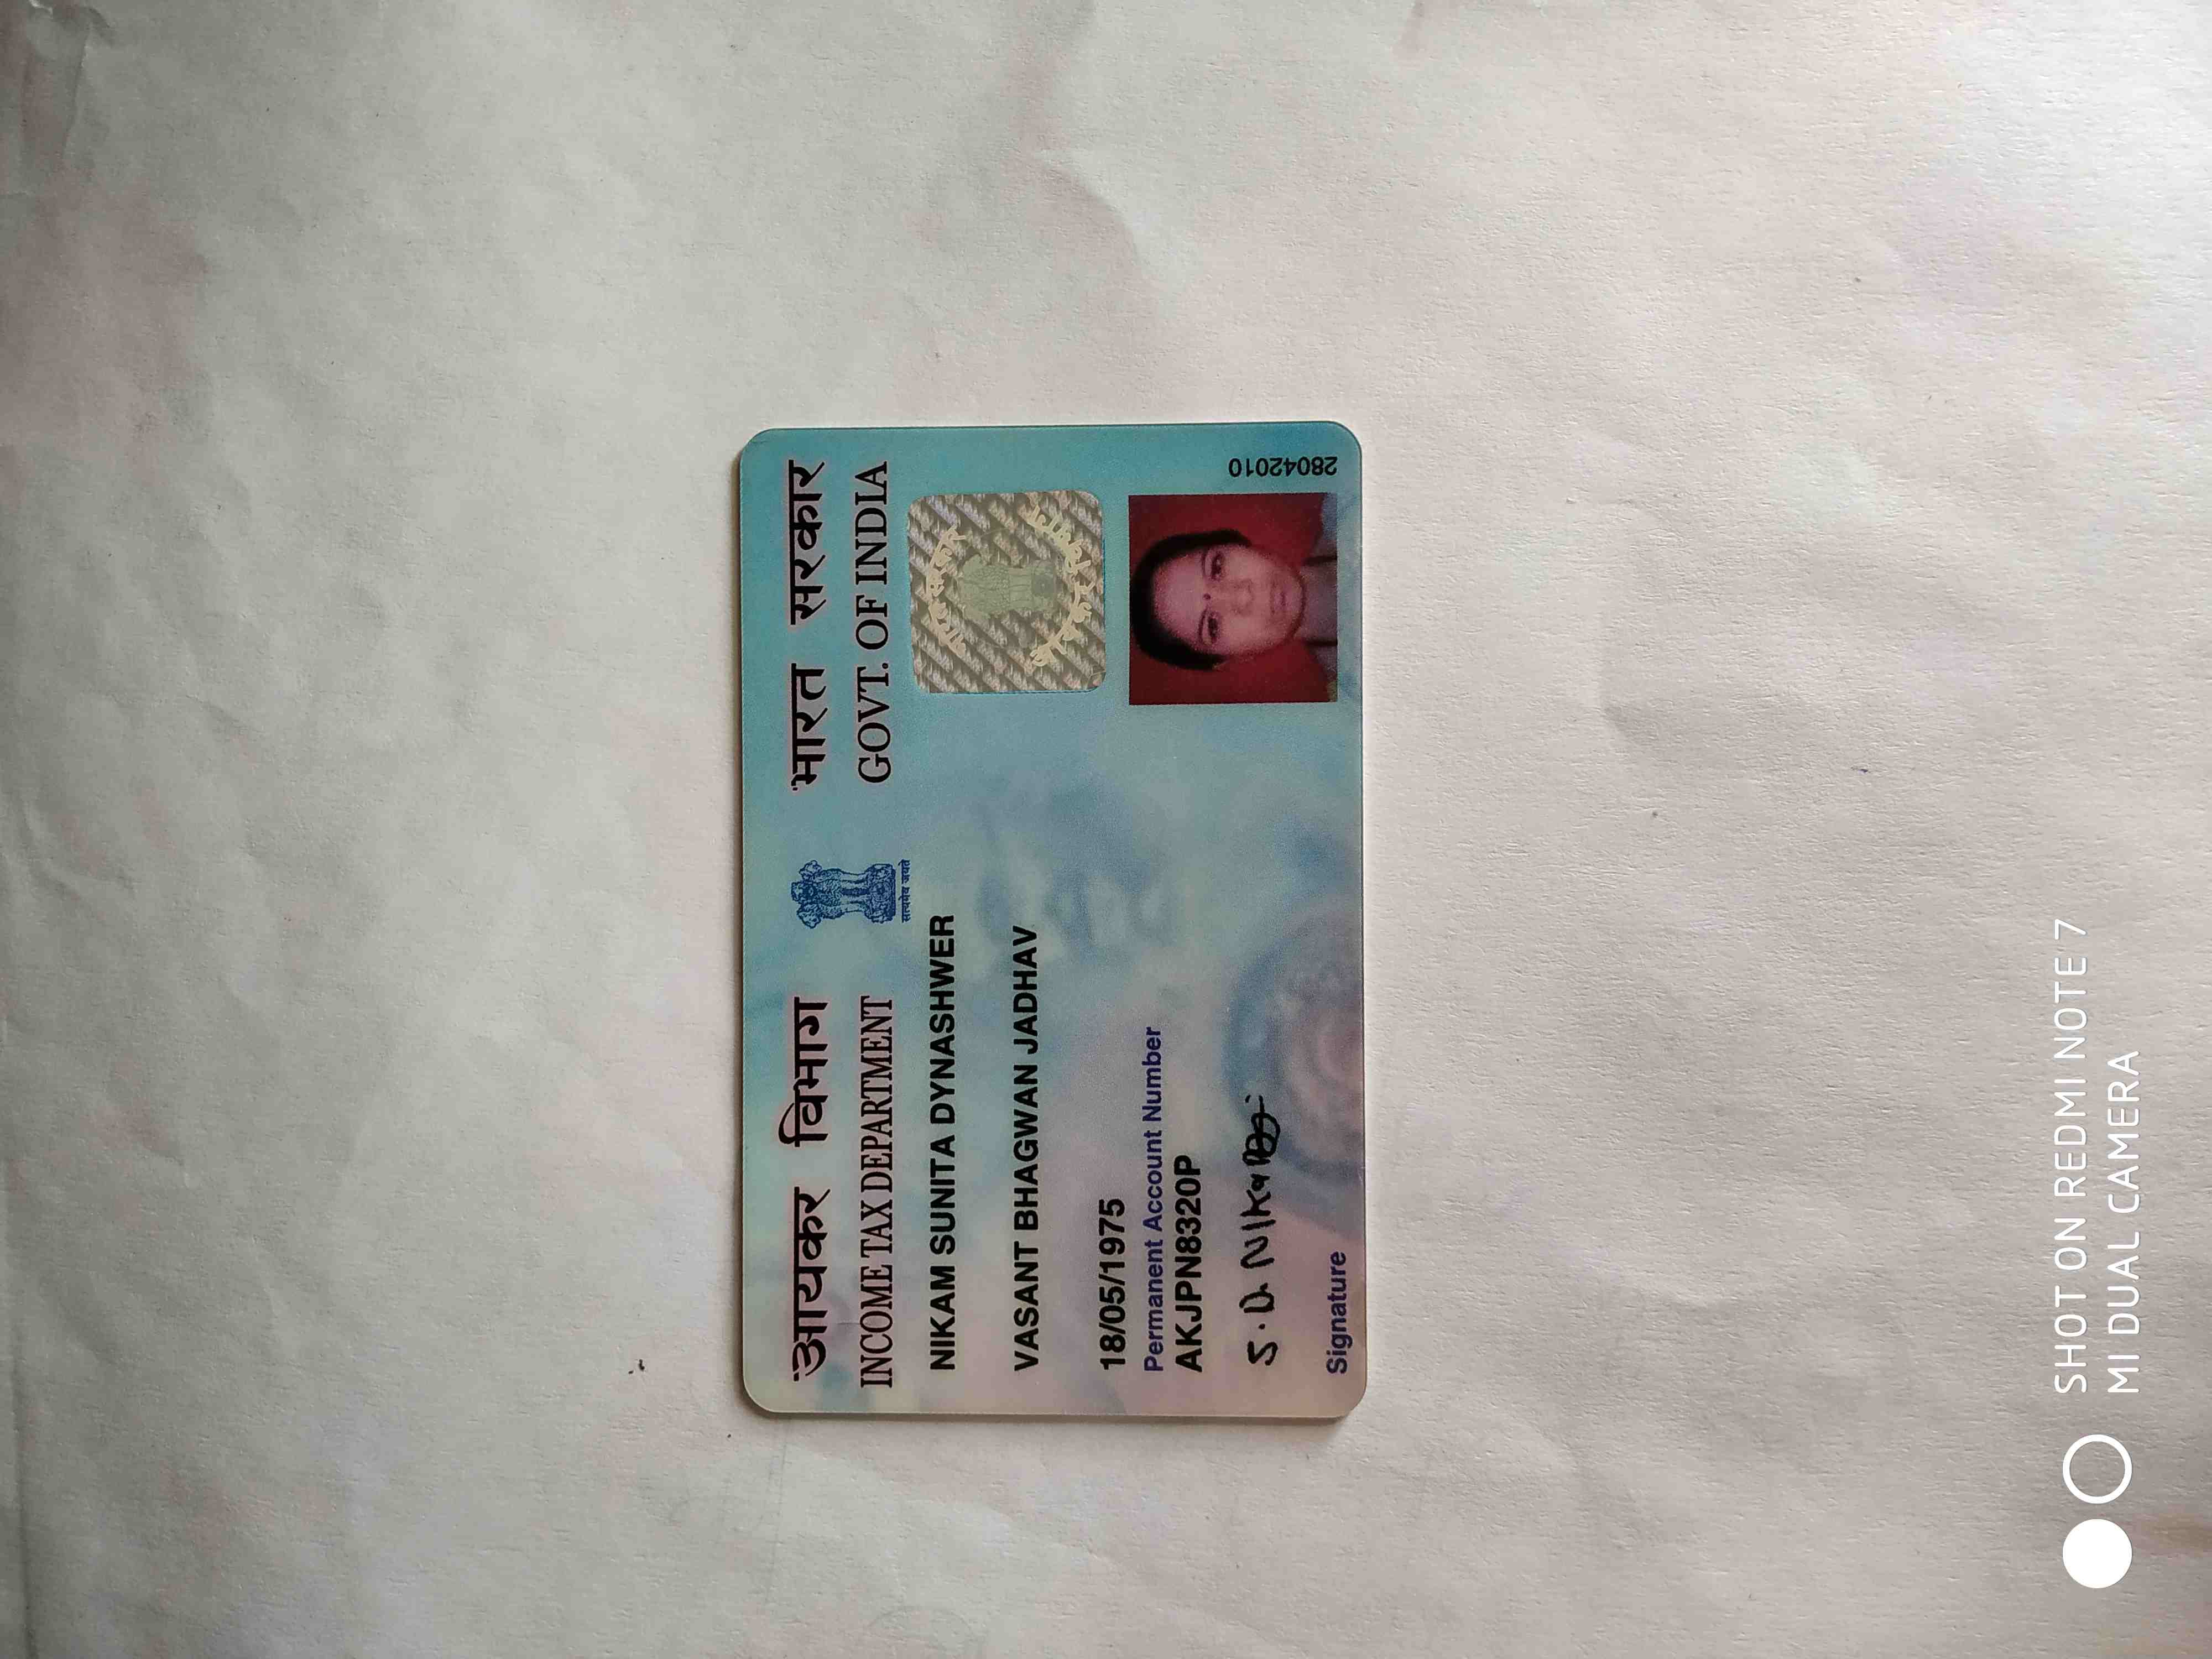 आयकर विभाग
INCOME TAX DEPARTMENT
सत्यमेव जयते
भारत सरकार
GOVT. OF INDIA
NIKAM SUNITA DYNASHWER
VASANT BHAGWAN JADHAV
18/05/1975
Permanent Account Number
AKJPN8320P
S. D. Nikam
Signature
28042010
SHOT ON REDMI NOTE 7
MI DUAL CAMERA